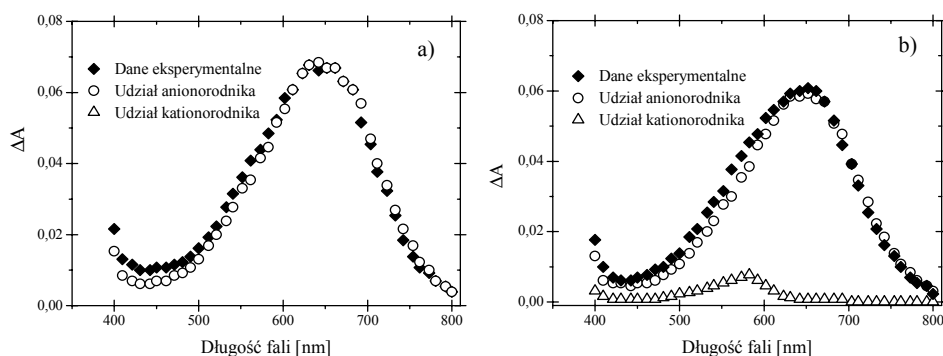 0,08
0,06
0,04
0,02
0,00
ΔA
a)
Dane eksperymentalne
Udział anionorodnika
Udział kationorodnika
400
500
600
700
800
Długość fali [nm]
0,08
0,06
0,04
0,02
0,00
ΔA
b)
Dane eksperymentalne
Udział anionorodnika
Udział kationorodnika
400
500
600
700
800
Długość fali [nm]